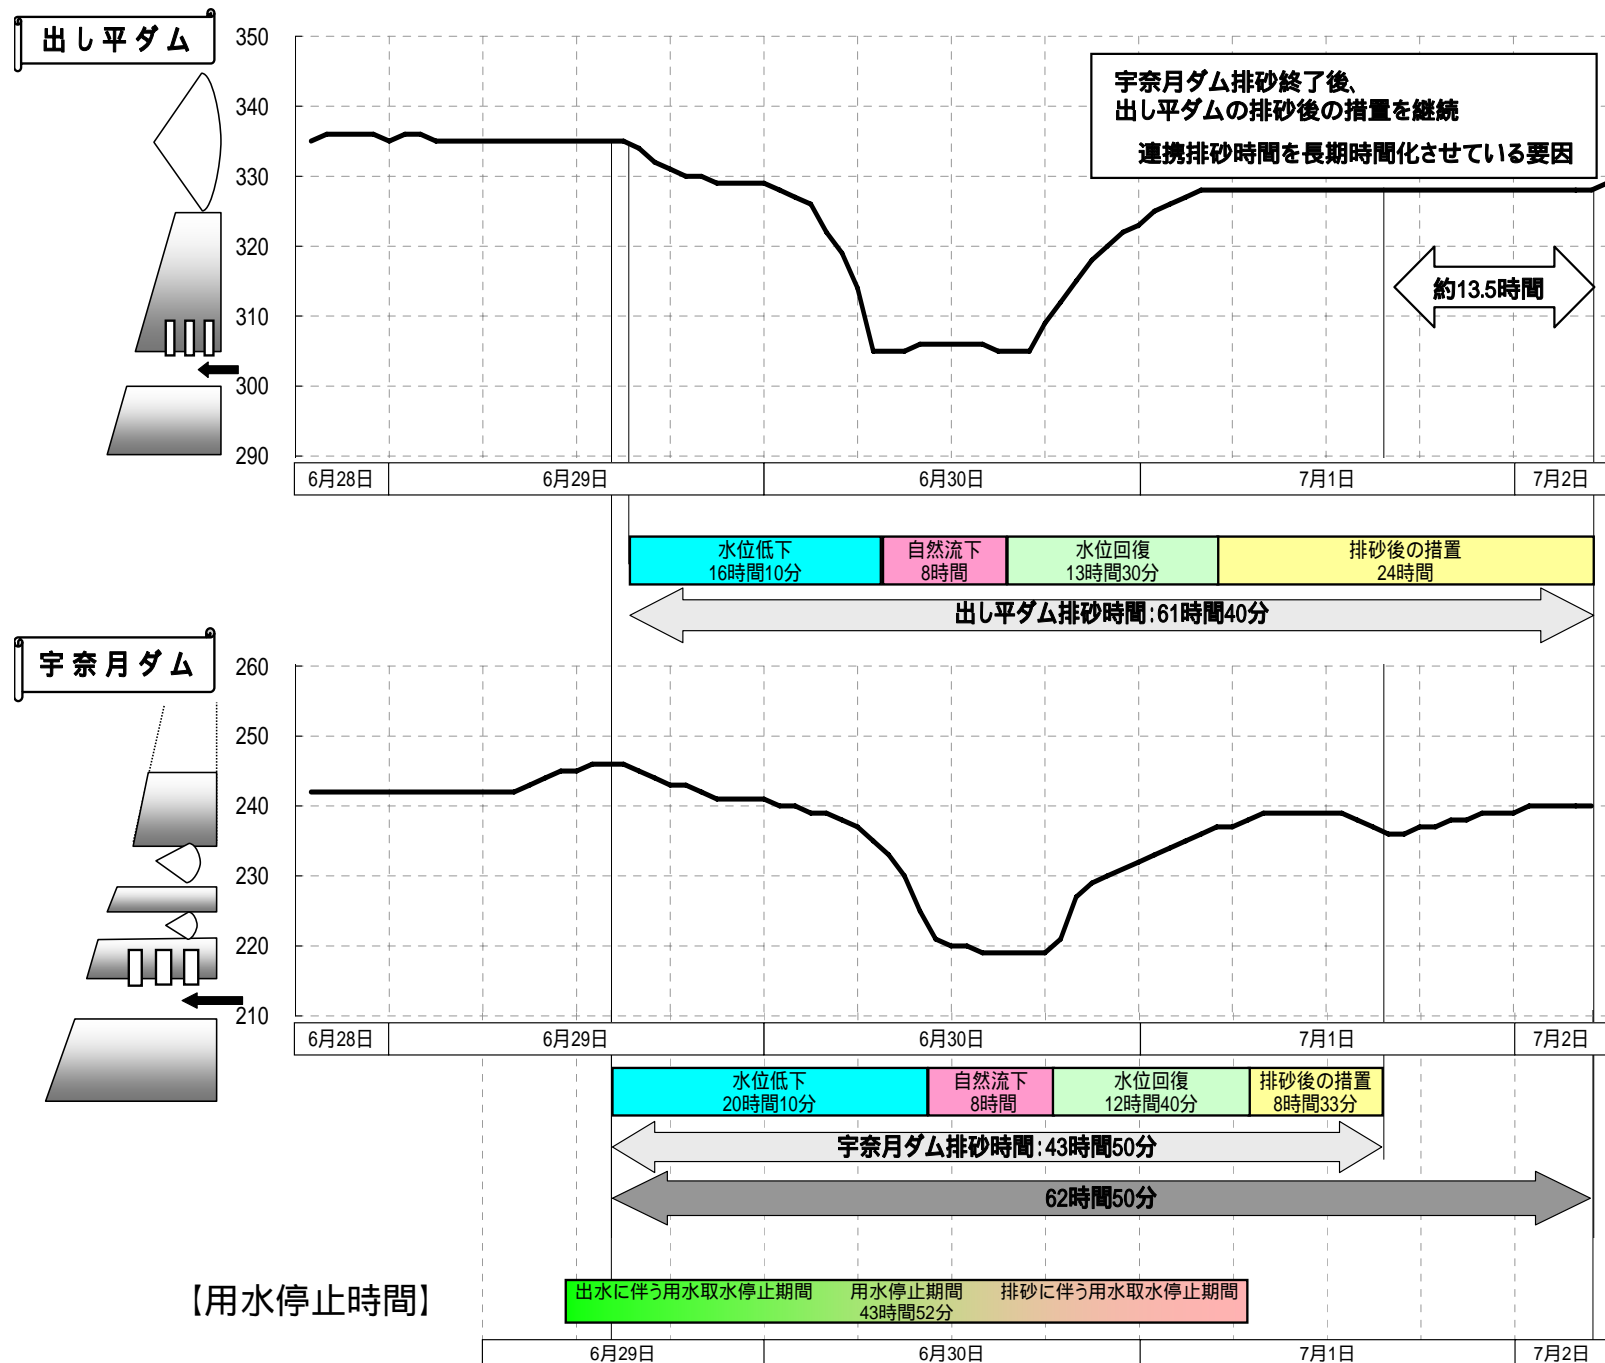 出し平ダム
350
340
330
320
310
300
290
宇奈月ダム排砂終了後、
出し平ダムの排砂後の措置を継続
連携排砂時間を長期時間化させている要因
約13.5時間
6月28日 6月29日 6月30日 7月1日 7月2日
水位低下 自然流下 水位回復 排砂後の措置
16時間10分 8時間 13時間30分 24時間
出し平ダム排砂時間:61時間40分
宇奈月ダム
260
250
240
230
220
210
6月28日 6月29日 6月30日 7月1日 7月2日
水位低下 自然流下 水位回復 排砂後の措置
20時間10分 8時間 12時間40分 8時間33分
宇奈月ダム排砂時間:43時間50分
62時間50分
【用水停止時間】
出水に伴う用水取水停止期間 用水停止期間 排砂に伴う用水取水停止期間
43時間52分
6月29日 6月30日 7月1日 7月2日